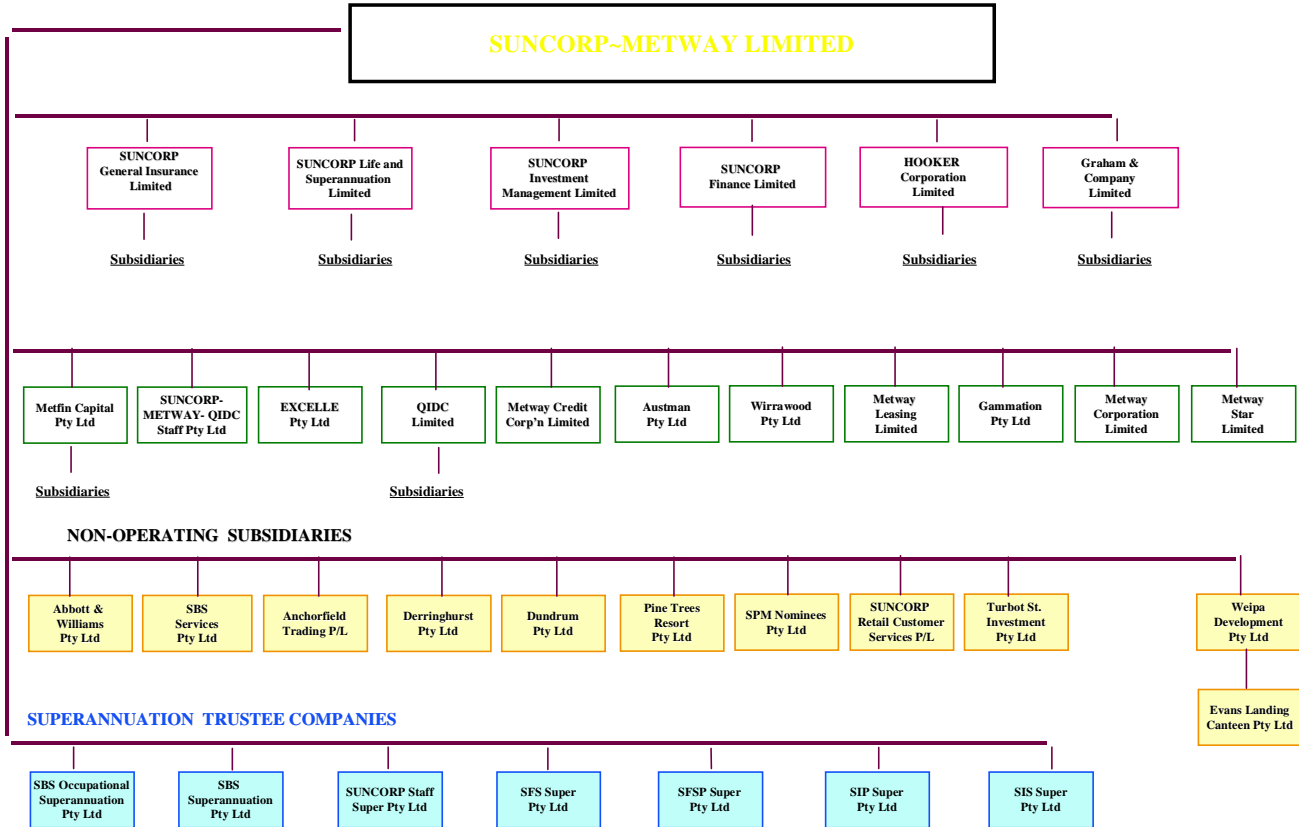 SUNCORP~METWAY LIMITED
SUNCORP
General Insurance
Limited
SUNCORP Life and
Superannuation
Limited
SUNCORP
Investment
Management Limited
SUNCORP
Finance Limited
HOOKER
Corporation
Limited
Graham &
Company
Limited
Subsidiaries
Subsidiaries
Subsidiaries
Subsidiaries
Subsidiaries
Subsidiaries
Metfin Capital
Pty Ltd
SUNCORP-
METWAY- QIDC
Staff Pty Ltd
EXCELLE
Pty Ltd
QIDC
Limited
Metway Credit
Corp'n Limited
Austman
Pty Ltd
Wirrawood
Pty Ltd
Metway
Leasing
Limited
Gammation
Pty Ltd
Metway
Corporation
Limited
Metway
Star
Limited
Subsidiaries
Subsidiaries
NON-OPERATING SUBSIDIARIES
Abbott &
Williams
Pty Ltd
SBS
Services
Pty Ltd
Anchorfield
Trading P/L
Derringhurst
Pty Ltd
Dundrum
Pty Ltd
Pine Trees
Resort
Pty Ltd
SPM Nominees
Pty Ltd
SUNCORP
Retail Customer
Services P/L
Turbot St.
Investment
Pty Ltd
Weipa
Development
Pty Ltd
Evans Landing
Canteen Pty Ltd
SUPERANNUATION TRUSTEE COMPANIES
SBS Occupational
Superannuation
Pty Ltd
SBS
Superannuation
Pty Ltd
SUNCORP Staff
Super Pty Ltd
SFS Super
Pty Ltd
SFSP Super
Pty Ltd
SIP Super
Pty Ltd
SIS Super
Pty Ltd